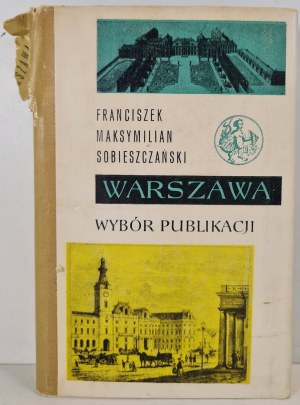 FRANCISZEK
MAKSYMILIAN
SOBIESZCZAŃSKI
WARSZAWA
WYBÓR PUBLIKACJI